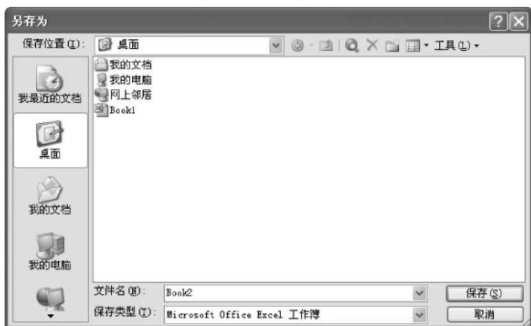 另存为
保存位置(I): 桌面 工具(L)
我的文档
我的电脑
网上邻居
Book1
我最近的文档
桌面
我的文档
我的电脑
文件名(N): Book2 保存(S)
保存类型(T): Microsoft Office Excel 工作簿 取消